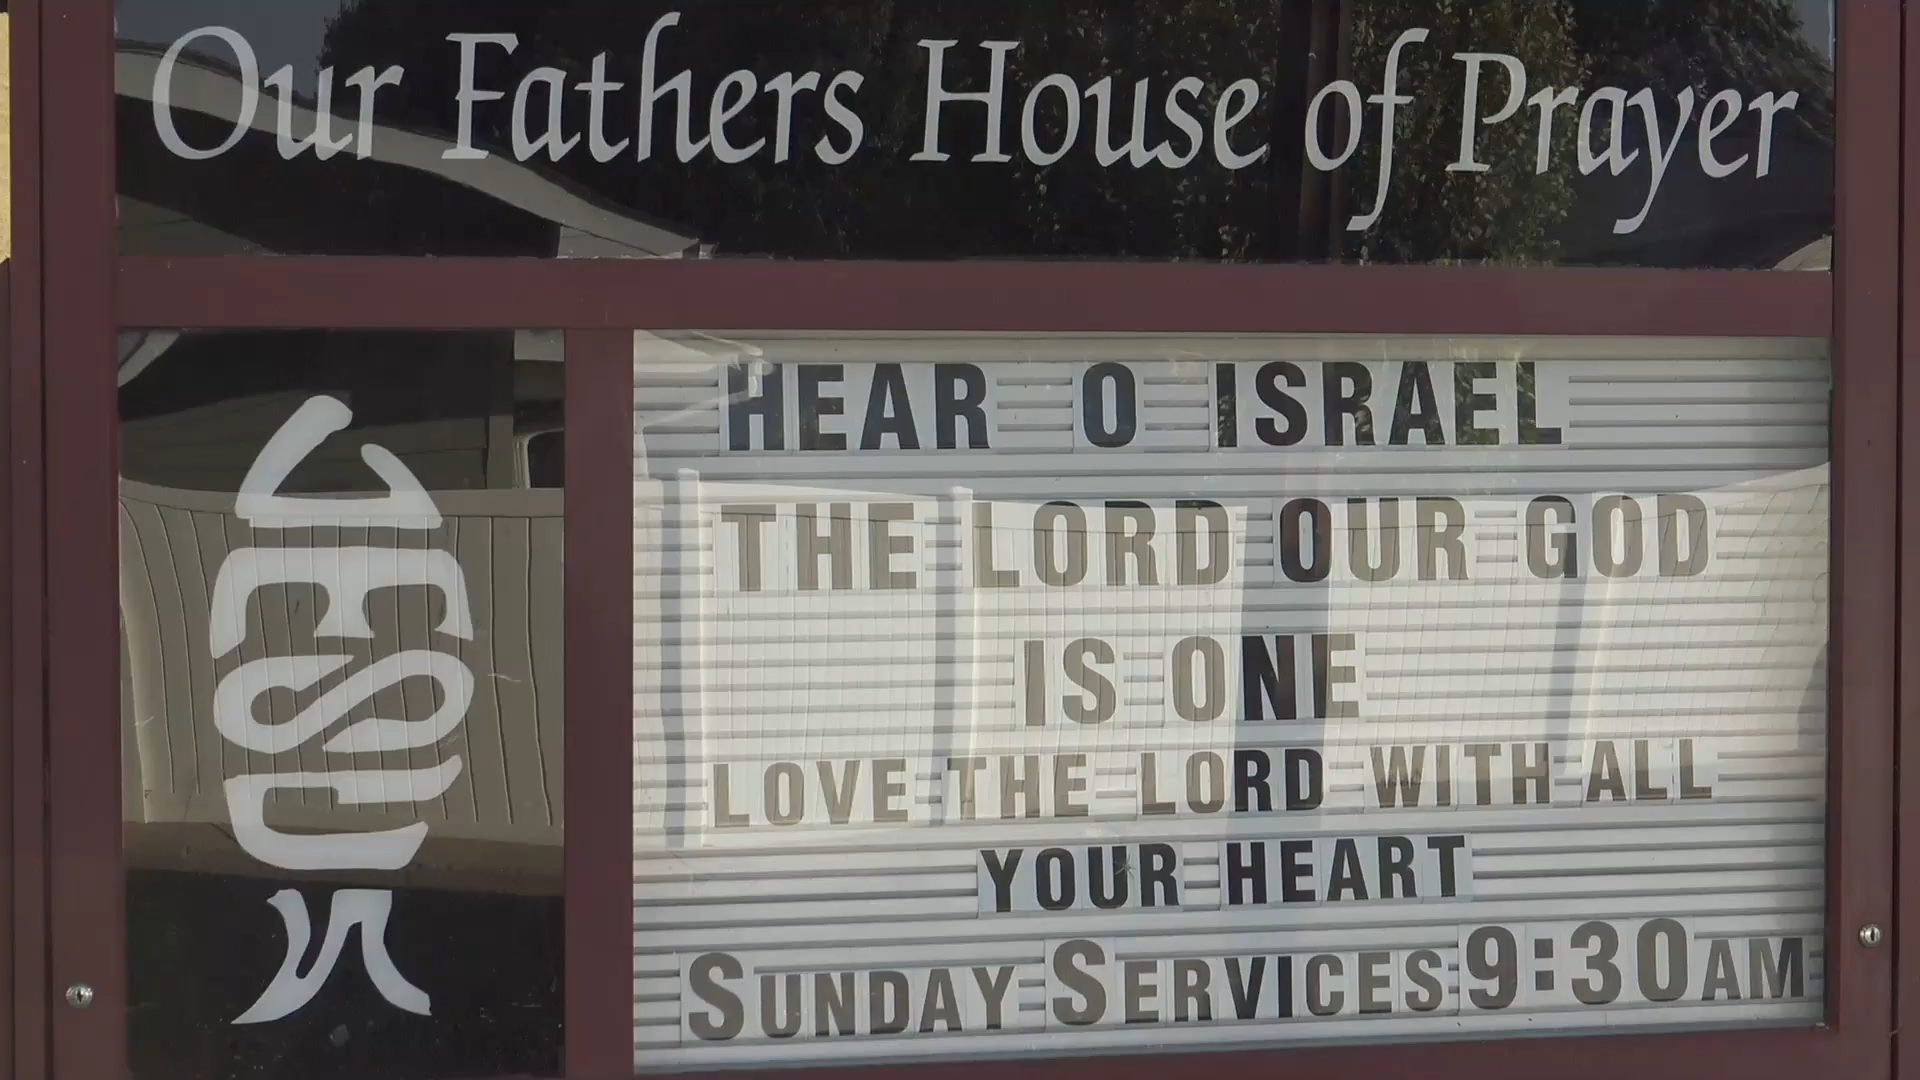 Our Fathers House of Prayer
JESUS
HEAR O ISRAEL
THE LORD OUR GOD
IS ONE
LOVE THE LORD WITH ALL
YOUR HEART
SUNDAY SERVICES 9:30AM